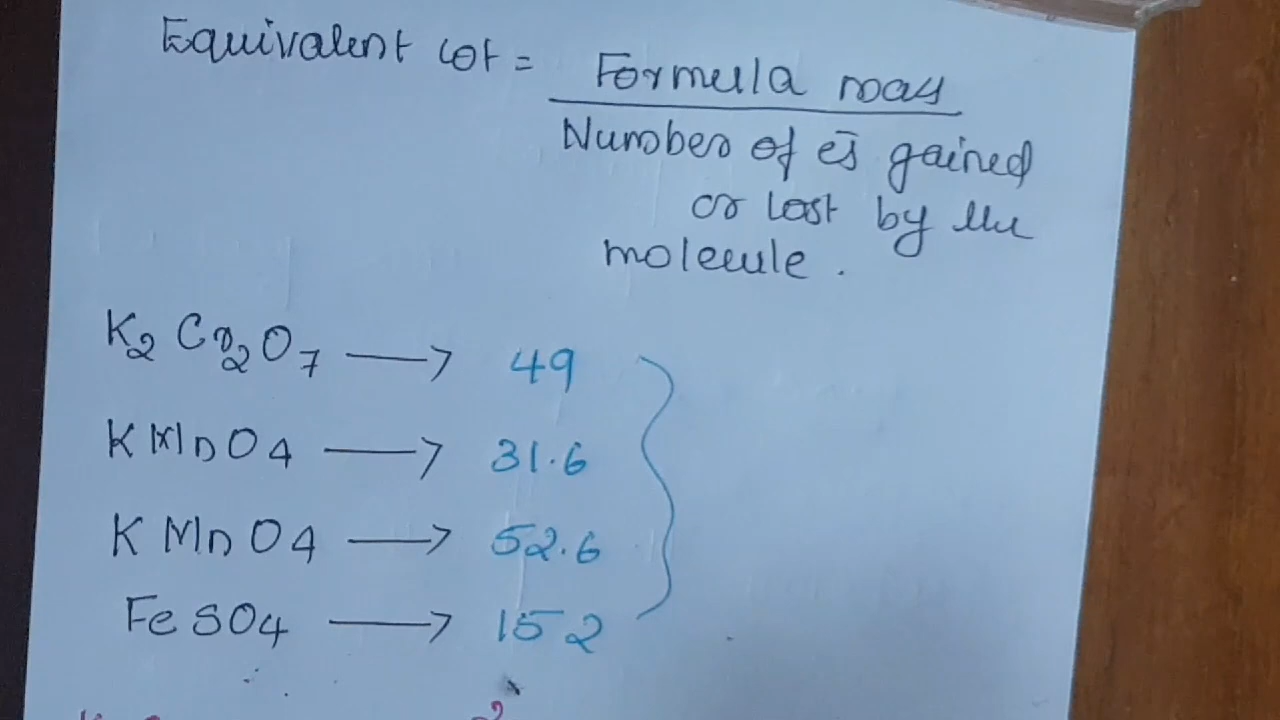 Equivalent wt = Formula mass
Number of e̅s gained
or lost by the
molecule.
K₂Cr₂O₇ → 49
KMnO₄ → 31.6
KMnO₄ → 52.6
FeSO₄ → 152